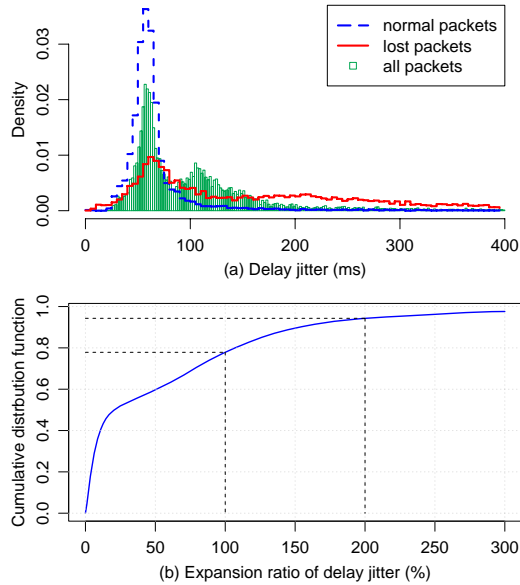 normal packets
lost packets
all packets
Density
0.03
0.02
0.01
0.00
0 100 200 300 400
(a) Delay jitter (ms)
Cumulative distrbution function
1.0
0.8
0.6
0.4
0.2
0.0
0 50 100 150 200 250 300
(b) Expansion ratio of delay jitter (%)